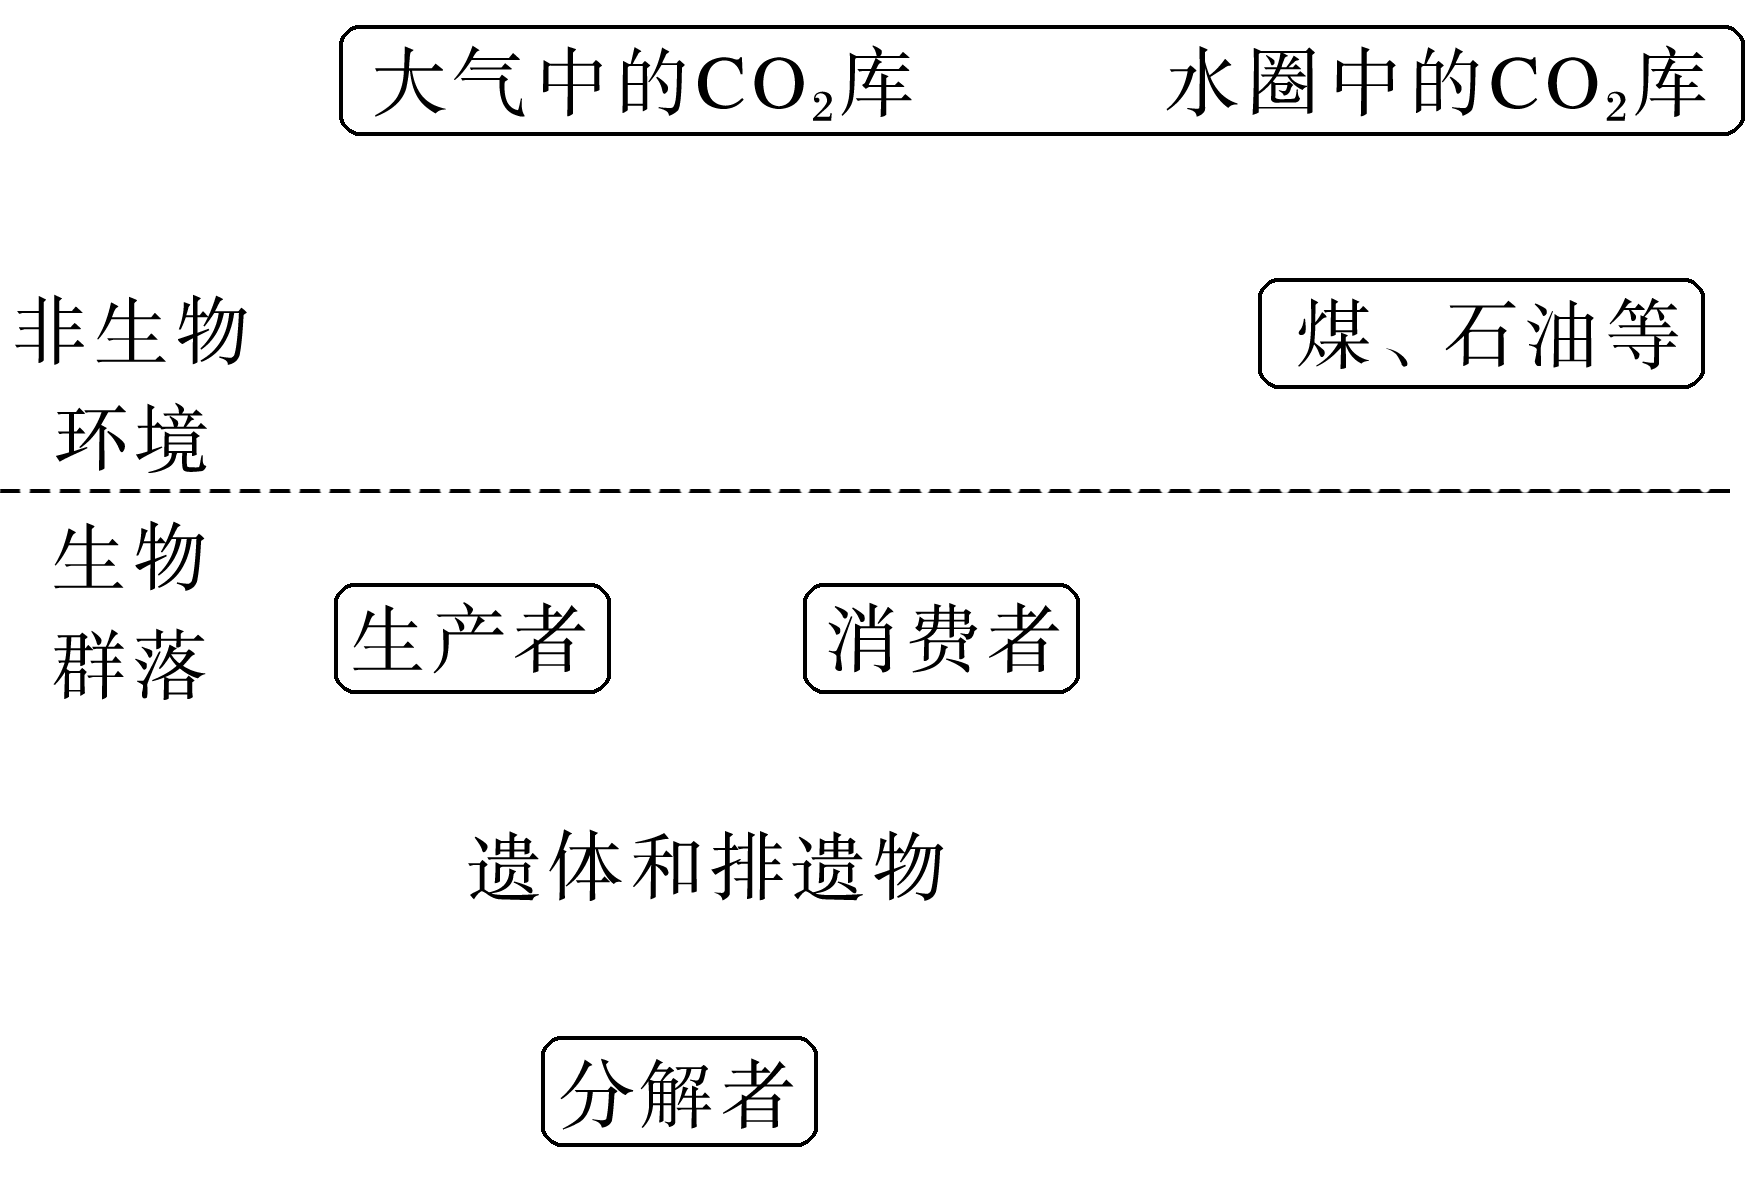 大气中的CO₂库 水圈中的CO₂库
煤、石油等
非生物
环境
生物
群落
生产者 消费者
遗体和排遗物
分解者